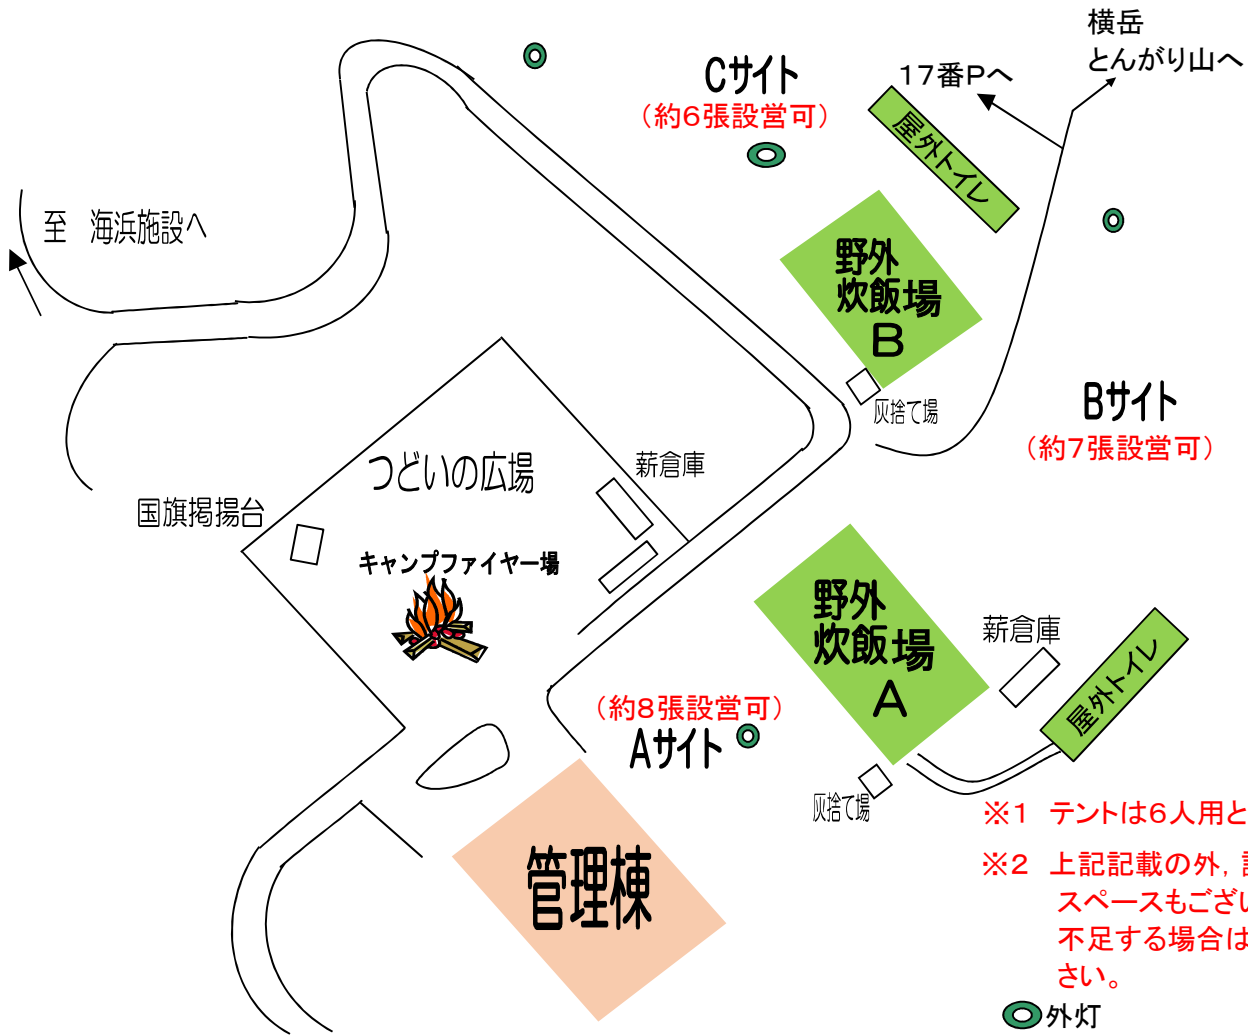 横岳
とんがり山へ
17番Pへ
Cサイト
（約6張設営可）
屋外トイレ
至　海浜施設へ
野外
炊飯場
B
灰捨て場
Bサイト
（約7張設営可）
つどいの広場
薪倉庫
国旗掲揚台
キャンプファイヤー場
野外
炊飯場
A
薪倉庫
屋外トイレ
（約8張設営可）
Aサイト
灰捨て場
管理棟
※1　テントは6人用と
※2　上記記載の外，
スペースもござい
不足する場合は
さい。
外灯